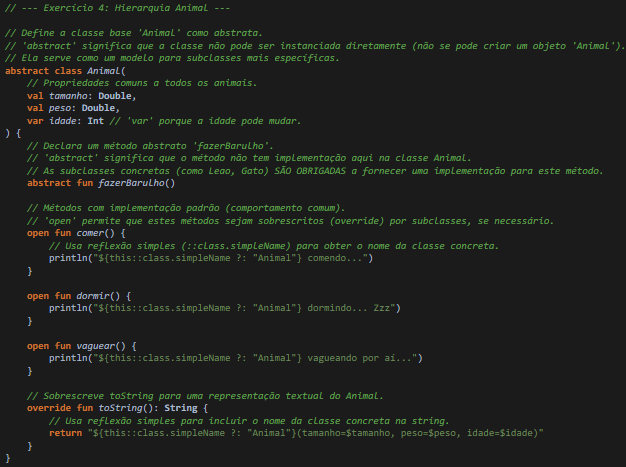 // --- Exercício 4: Hierarquia Animal ---
// Define a classe base 'Animal' como abstrata.
// 'abstract' significa que a classe não pode ser instanciada diretamente (não se pode criar um objeto 'Animal').
// Ela serve como um modelo para subclasses mais específicas.
abstract class Animal(
    // Propriedades comuns a todos os animais.
    val tamanho: Double,
    val peso: Double,
    var idade: Int // 'var' porque a idade pode mudar.
) {
    // Declara um método abstrato 'fazerBarulho'.
    // 'abstract' significa que o método não tem implementação aqui na classe Animal.
    // As subclasses concretas (como Leao, Gato) SÃO OBRIGADAS a fornecer uma implementação para este método.
    abstract fun fazerBarulho()
    // Métodos com implementação padrão (comportamento comum).
    // 'open' permite que estes métodos sejam sobrescritos (override) por subclasses, se necessário.
    open fun comer() {
        // Usa reflexão simples (::class.simpleName) para obter o nome da classe concreta.
        println("${this::class.simpleName ?: "Animal"} comendo...")
    }
    open fun dormir() {
        println("${this::class.simpleName ?: "Animal"} dormindo... Zzz")
    }
    open fun vaguear() {
        println("${this::class.simpleName ?: "Animal"} vagueando por aí...")
    }
    // Sobrescreve toString para uma representação textual do Animal.
    override fun toString(): String {
        // Usa reflexão simples para incluir o nome da classe concreta na string.
        return "${this::class.simpleName ?: "Animal"}(tamanho=$tamanho, peso=$peso, idade=$idade)"
    }
}